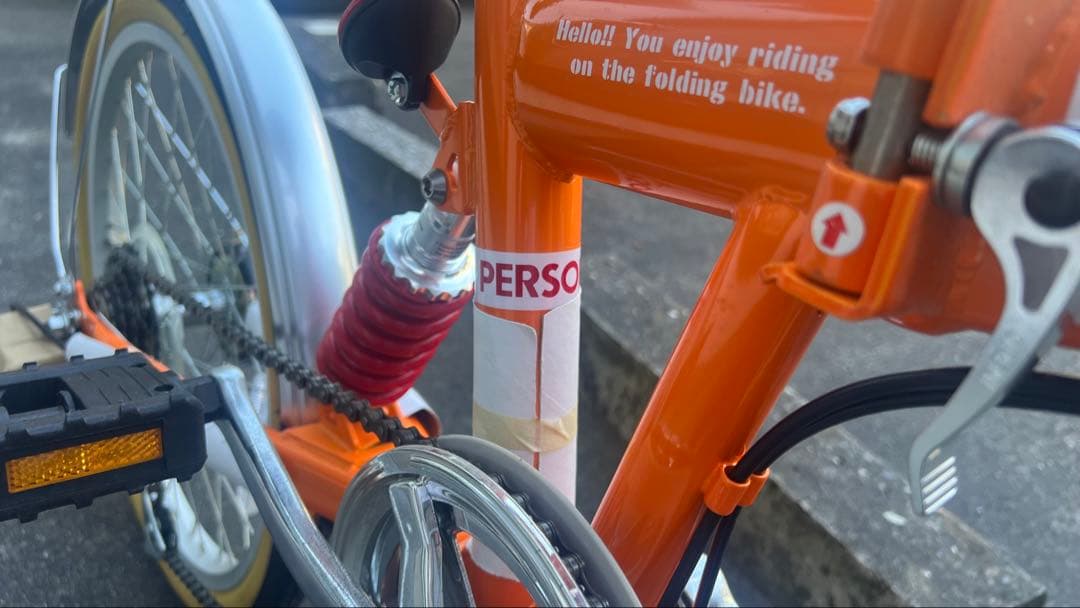 Hello!! You enjoy riding
on the folding bike.
PERSO